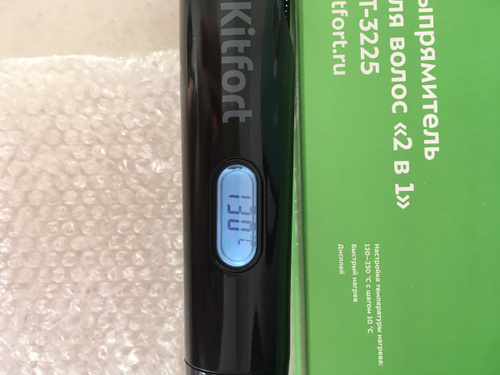 Kitfort
130°C
ыпрямитель
ля волос «2 в 1»
T-3225
tfort.ru
Настройка температуры нагрева:
130–230 °C с шагом 10 °C
Быстрый нагрев
Дисплей